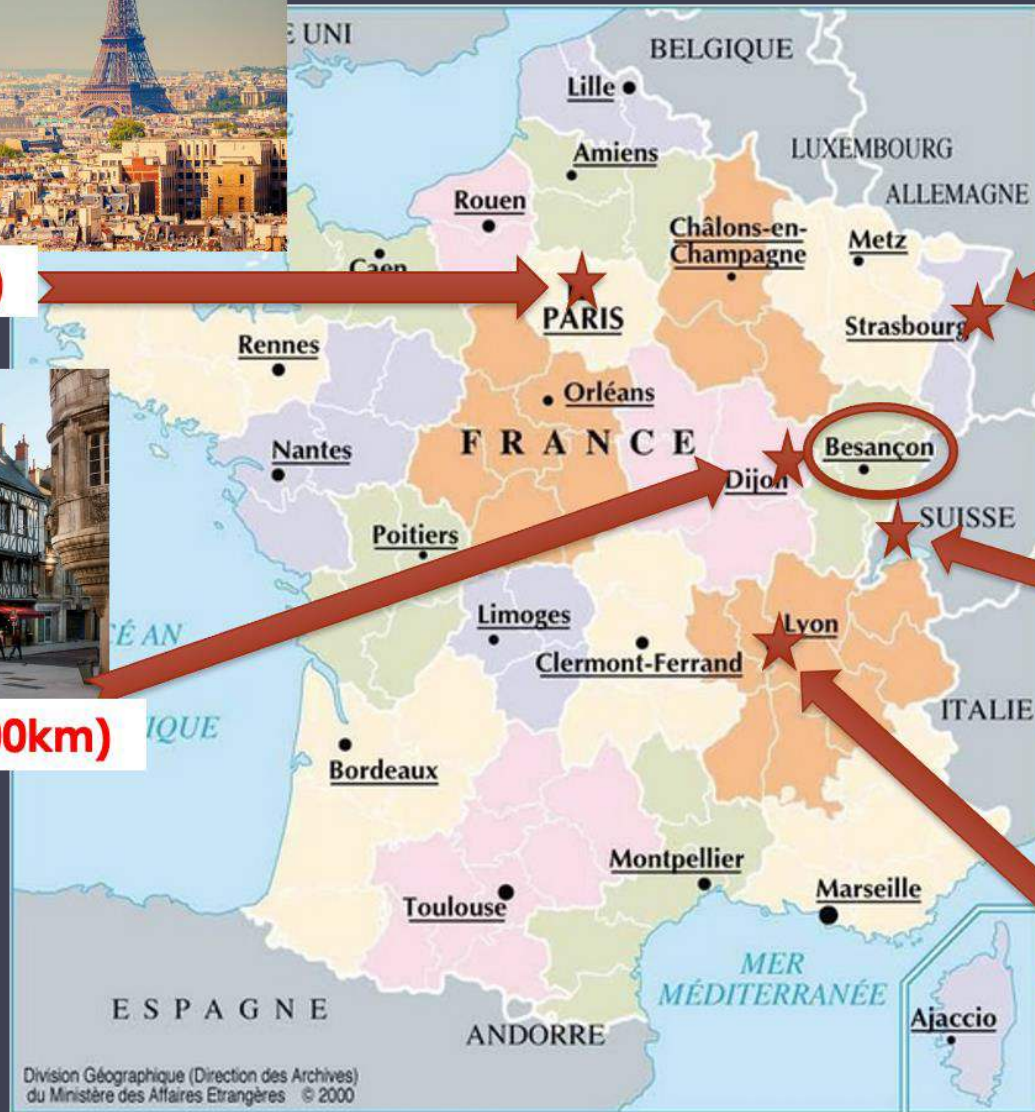 E UNI
BELGIQUE
Lille
LUXEMBOURG
Amiens
ALLEMAGNE
Rouen
Châlons-en-
Champagne
Metz
Caen
)
PARIS
Strasbourg
Rennes
Orléans
FRANCE
Nantes
Besançon
Dijon
SUISSE
Poitiers
Limoges
Lyon
É AN
Clermont-Ferrand
ITALIE
IQUE
00km)
Bordeaux
Montpellier
Marseille
Toulouse
MER
MÉDITERRANÉE
ESPAGNE
ANDORRE
Ajaccio
Division Géographique (Direction des Archives)
du Ministère des Affaires Etrangères © 2000